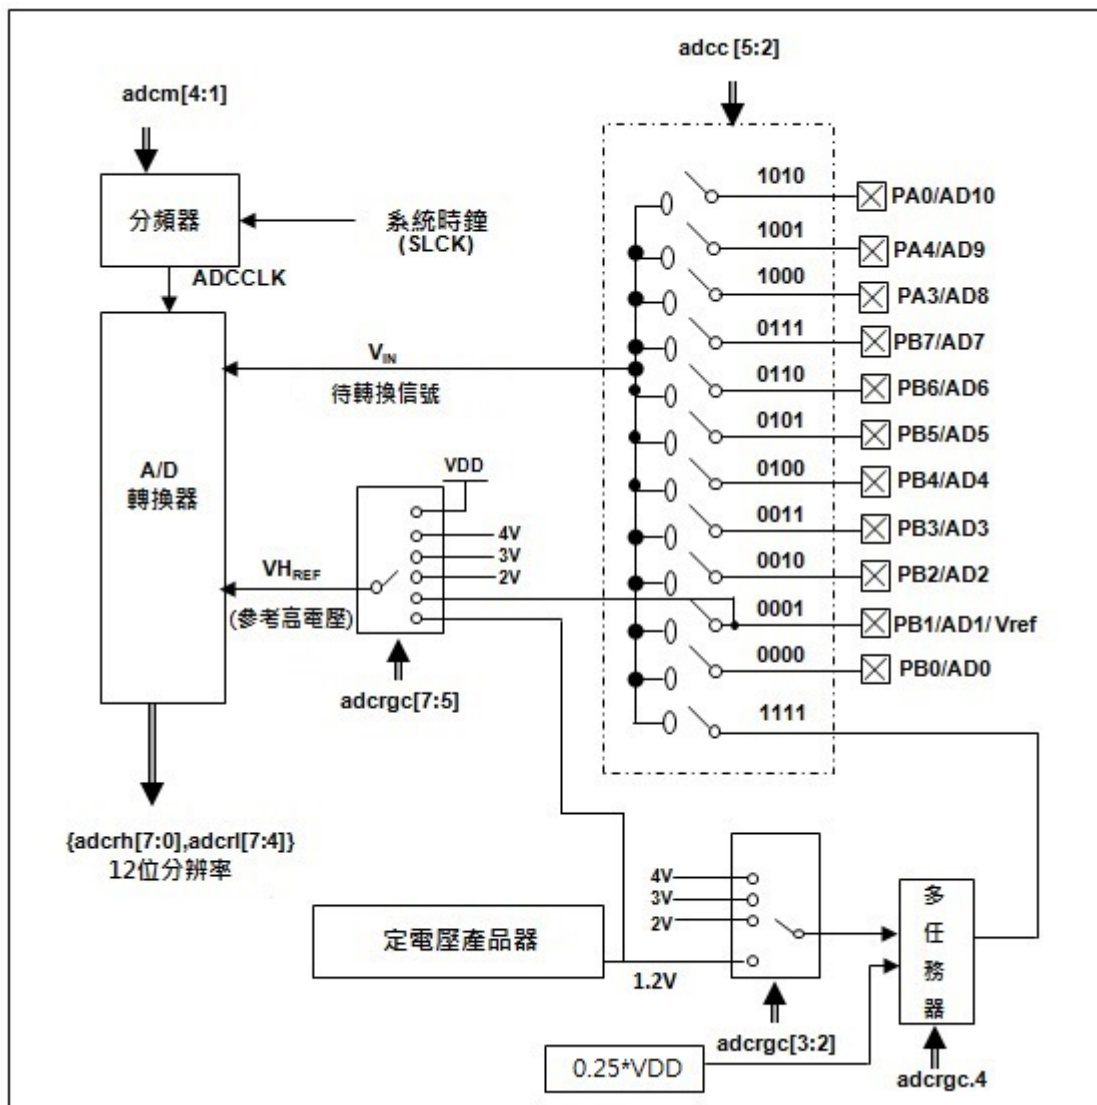 adcc [5:2]
adcm[4:1]
分頻器
系統時鐘
(SLCK)
ADCCLK
1010
PA0/AD10
1001
PA4/AD9
1000
PA3/AD8
0111
PB7/AD7
VIN
待轉換信號
0110
PB6/AD6
0101
PB5/AD5
0100
PB4/AD4
0011
PB3/AD3
0010
PB2/AD2
0001
PB1/AD1/ Vref
0000
PB0/AD0
1111
A/D
轉換器
VDD
4V
3V
2V
VHREF
(參考高電壓)
adcrgc[7:5]
{adcrh[7:0],adcrl[7:4]}
12位分辨率
定電壓產品器
1.2V
4V
3V
2V
adcrgc[3:2]
多任務器
adcrgc.4
0.25*VDD